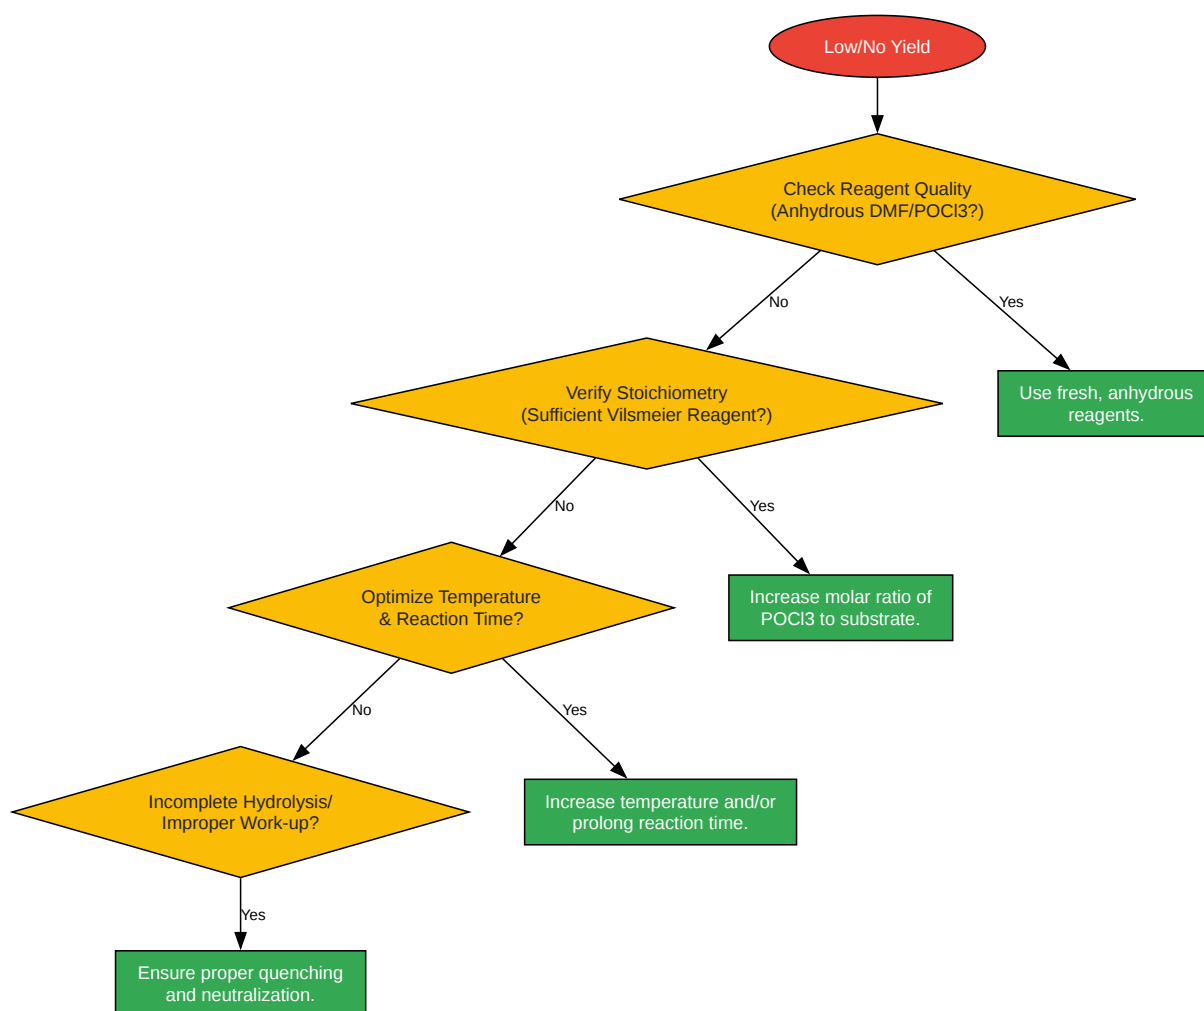 Low/No Yield
Check Reagent Quality
(Anhydrous DMF/POCl3?)
No
Yes
Verify Stoichiometry
(Sufficient Vilsmeier Reagent?)
Use fresh, anhydrous
reagents.
No
Yes
Optimize Temperature
& Reaction Time?
Increase molar ratio of
POCl3 to substrate.
No
Yes
Incomplete Hydrolysis/
Improper Work-up?
Increase temperature and/or
prolong reaction time.
Yes
Ensure proper quenching
and neutralization.